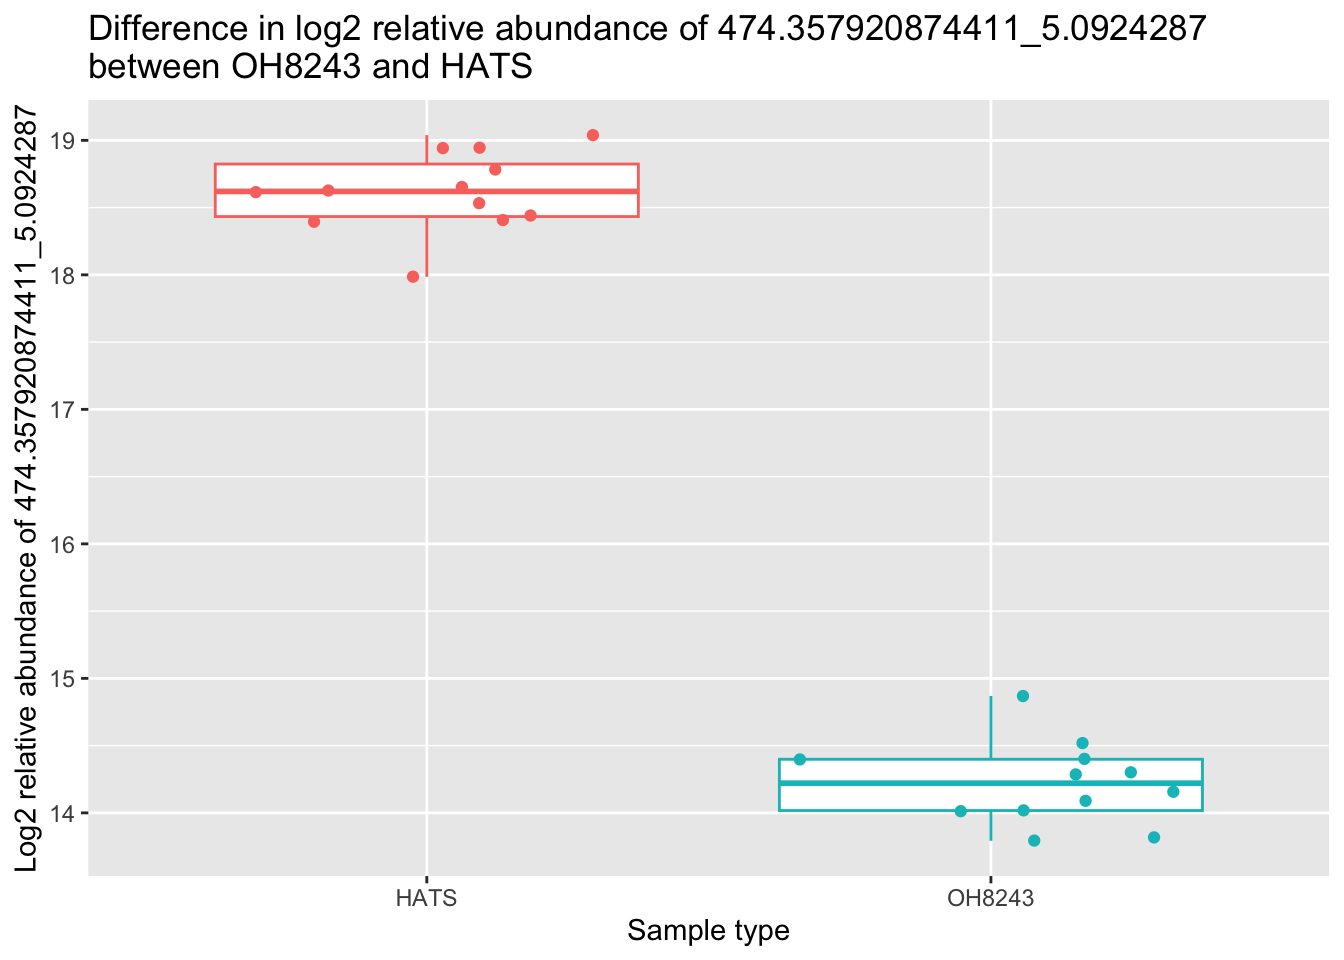 Difference in log2 relative abundance of 474.357920874411_5.0924287
between OH8243 and HATS
Log2 relative abundance of 474.357920874411_5.0924287
19
18
17
16
15
14
HATS
OH8243
Sample type